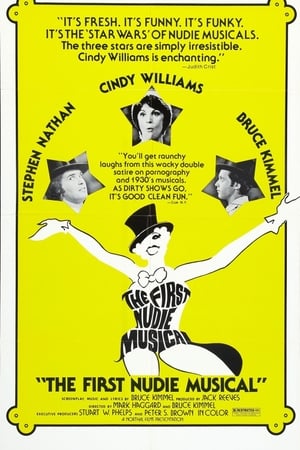 "IT'S FRESH. IT'S FUNNY. IT'S FUNKY.
IT'S THE 'STAR WARS' OF NUDIE MUSICALS.
The three stars are simply irresistible.
Cindy Williams is enchanting."
—Judith Crist
CINDY WILLIAMS
STEPHEN NATHAN
BRUCE KIMMEL
"You'll get raunchy
laughs from this wacky double
satire on pornography
and 1930's musicals.
AS DIRTY SHOWS GO,
IT'S GOOD CLEAN FUN."
THE FIRST
NUDIE
MUSICAL
"THE FIRST NUDIE MUSICAL"
SCREENPLAY, MUSIC and LYRICS by BRUCE KIMMEL PRODUCED by JACK REEVES
DIRECTED by MARK HAGGARD and BRUCE KIMMEL
EXECUTIVE PRODUCERS STUART W. PHELPS and PETER S. BROWN IN COLOR
A NORTHAL FILM PRESENTATION
R
RESTRICTED